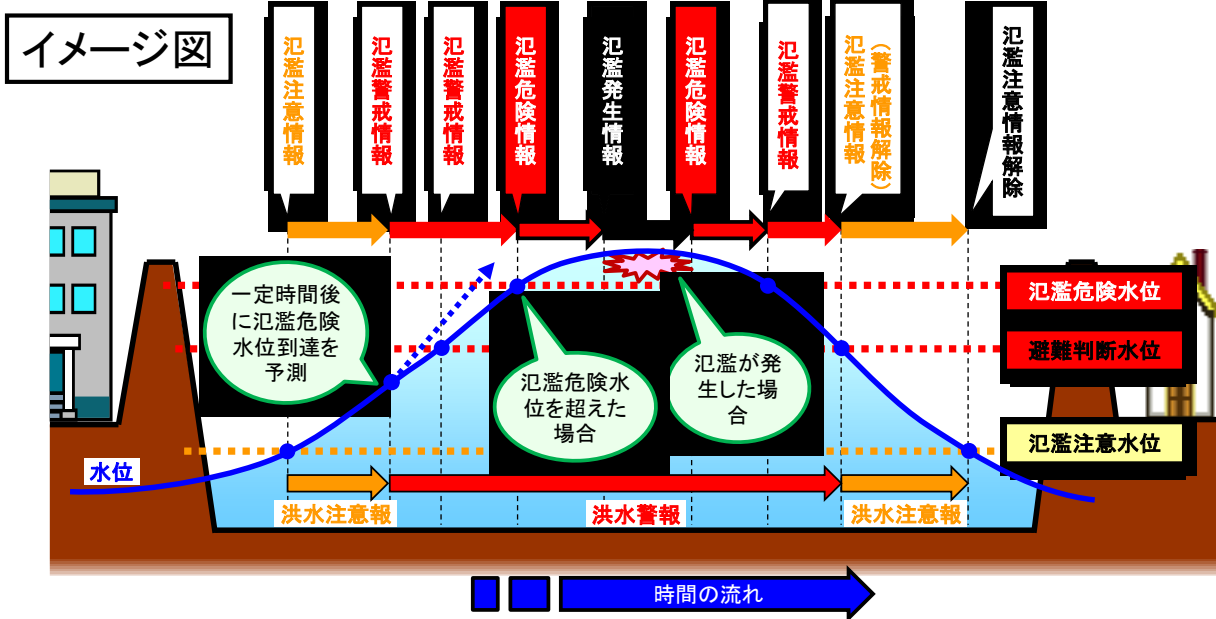 イメージ図
氾濫注意情報
氾濫警戒情報
氾濫警戒情報
氾濫危険情報
氾濫発生情報
氾濫危険情報
氾濫警戒情報
氾濫注意情報
（警戒情報解除）
氾濫注意情報解除
一定時間後
に氾濫危険
水位到達を
予測
氾濫危険水
位を超えた
場合
氾濫が発
生した場
合
氾濫危険水位
避難判断水位
氾濫注意水位
水位
洪水注意報
洪水警報
洪水注意報
時間の流れ